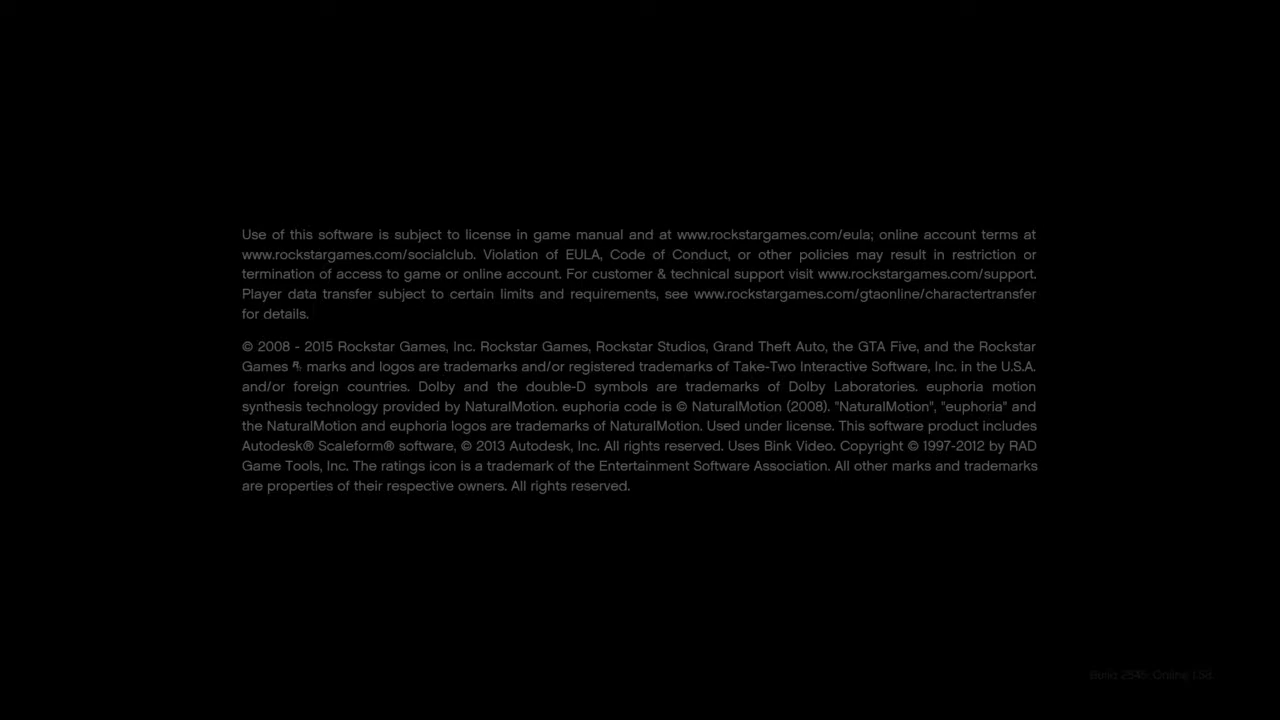 Use of this software is subject to license in game manual and at www.rockstargames.com/eula; online account terms at
www.rockstargames.com/socialclub. Violation of EULA, Code of Conduct, or other policies may result in restriction or
termination of access to game or online account. For customer & technical support visit www.rockstargames.com/support.
Player data transfer subject to certain limits and requirements, see www.rockstargames.com/gtaonline/charactertransfer
for details.
© 2008 - 2015 Rockstar Games, Inc. Rockstar Games, Rockstar Studios, Grand Theft Auto, the GTA Five, and the Rockstar
Games R* marks and logos are trademarks and/or registered trademarks of Take-Two Interactive Software, Inc. in the U.S.A.
and/or foreign countries. Dolby and the double-D symbols are trademarks of Dolby Laboratories. euphoria motion
synthesis technology provided by NaturalMotion. euphoria code is © NaturalMotion (2008). "NaturalMotion", "euphoria" and
the NaturalMotion and euphoria logos are trademarks of NaturalMotion. Used under license. This software product includes
Autodesk® Scaleform® software, © 2013 Autodesk, Inc. All rights reserved. Uses Bink Video. Copyright © 1997-2012 by RAD
Game Tools, Inc. The ratings icon is a trademark of the Entertainment Software Association. All other marks and trademarks
are properties of their respective owners. All rights reserved.
Build Online 1.58